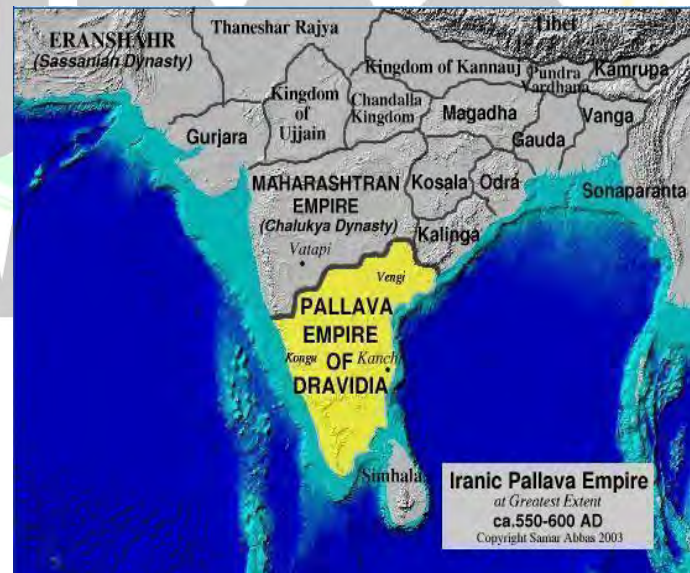 Tibet
Thaneshar Rajya
ERANSHAHR
(Sassanian Dynasty)
Kingdom of Kannauj
Pundra
Vardhana
Kamrupa
Kingdom
of
Ujjain
Chandalla
Kingdom
Magadha
Vanga
Gurjara
Gauda
MAHARASHTRAN
EMPIRE
(Chalukya Dynasty)
Kosala
Odra
Sonaparanta
Kalinga
Vatapi
Vengi
PALLAVA
EMPIRE
Kongu OF Kanchi
DRAVIDIA
Simhala
Iranic Pallava Empire
at Greatest Extent
ca.550-600 AD
Copyright Samar Abbas 2003